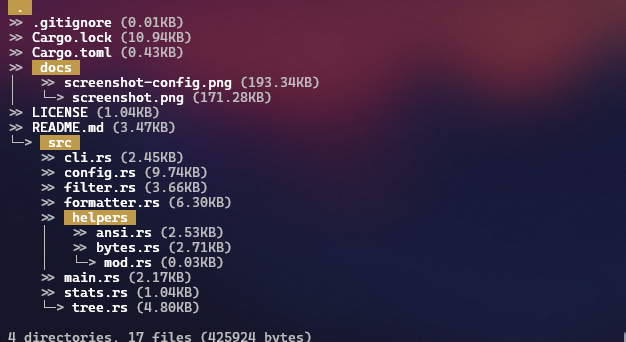 .
>> .gitignore (0.01KB)
>> Cargo.lock (10.94KB)
>> Cargo.toml (0.43KB)
>> docs
│   >> screenshot-config.png (193.34KB)
│   └─> screenshot.png (171.28KB)
>> LICENSE (1.04KB)
>> README.md (3.47KB)
└─> src
    >> cli.rs (2.45KB)
    >> config.rs (9.74KB)
    >> filter.rs (3.66KB)
    >> formatter.rs (6.30KB)
    >> helpers
    │   >> ansi.rs (2.53KB)
    │   >> bytes.rs (2.71KB)
    │   └─> mod.rs (0.03KB)
    >> main.rs (2.17KB)
    >> stats.rs (1.04KB)
    └─> tree.rs (4.80KB)
4 directories, 17 files (425924 bytes)